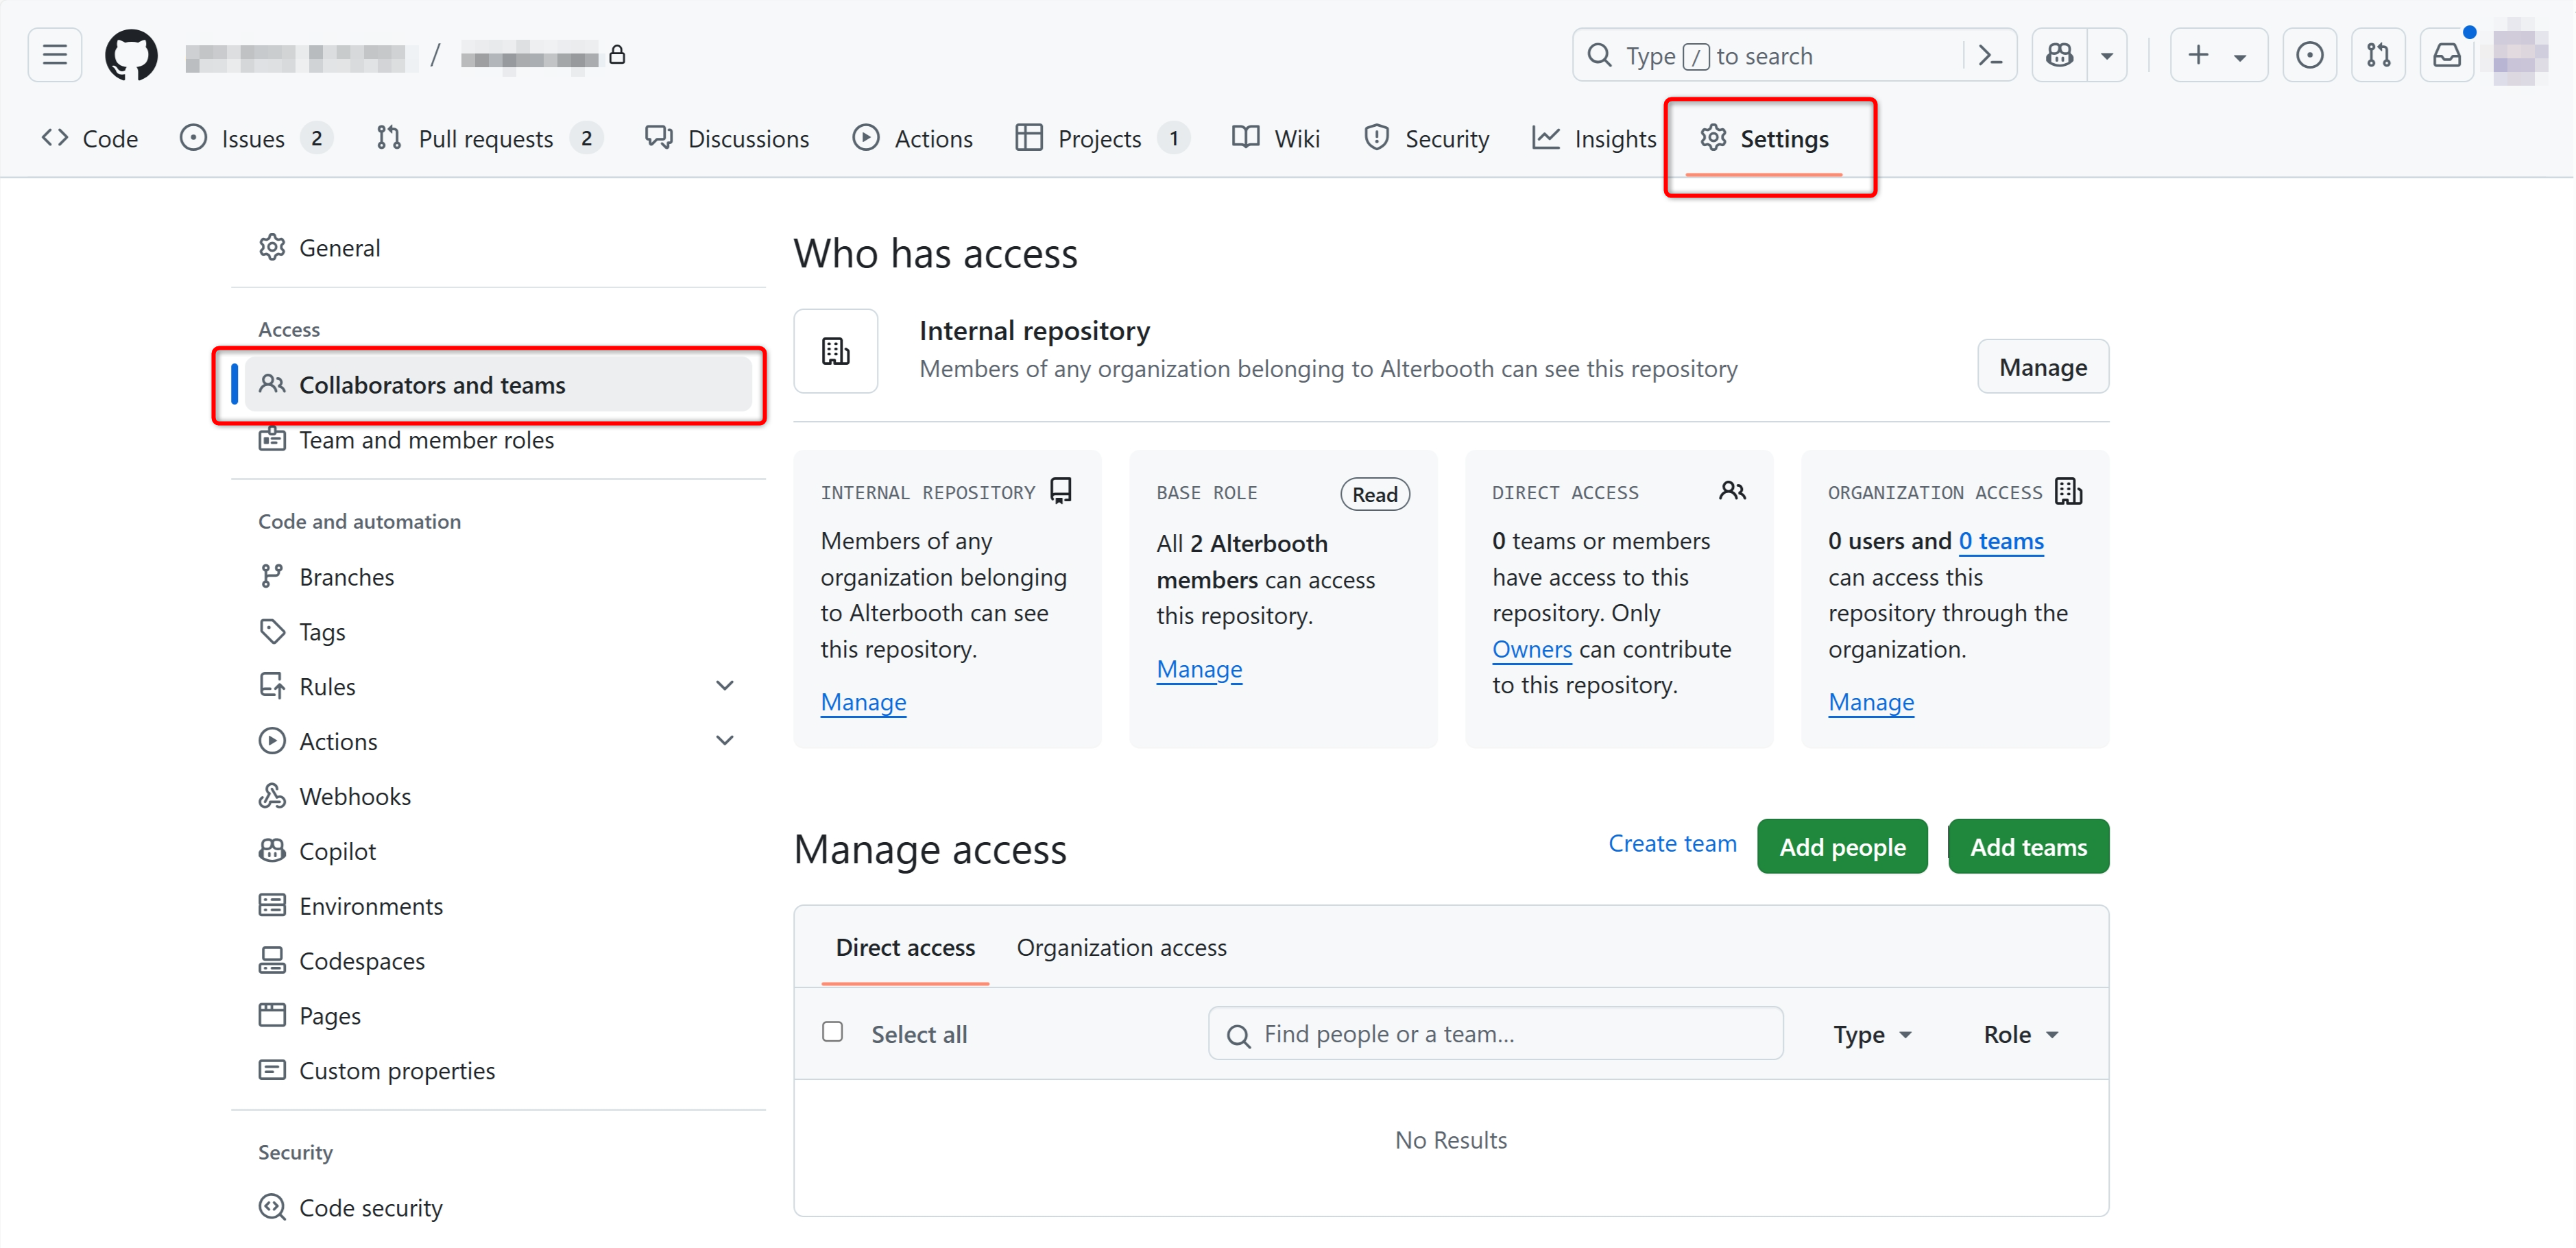 /
Type / to search
Code Issues 2 Pull requests 2 Discussions Actions Projects 1 Wiki Security Insights Settings
General
Access
Collaborators and teams
Team and member roles
Code and automation
Branches
Tags
Rules
Actions
Webhooks
Copilot
Environments
Codespaces
Pages
Custom properties
Security
Code security
Who has access
Internal repository
Members of any organization belonging to Alterbooth can see this repository
Manage
INTERNAL REPOSITORY
Members of any
organization belonging
to Alterbooth can see
this repository.
Manage
BASE ROLE Read
All 2 Alterbooth
members can access
this repository.
Manage
DIRECT ACCESS
0 teams or members
have access to this
repository. Only
Owners can contribute
to this repository.
ORGANIZATION ACCESS
0 users and 0 teams
can access this
repository through the
organization.
Manage
Manage access
Create team Add people Add teams
Direct access Organization access
Select all Find people or a team... Type Role
No Results